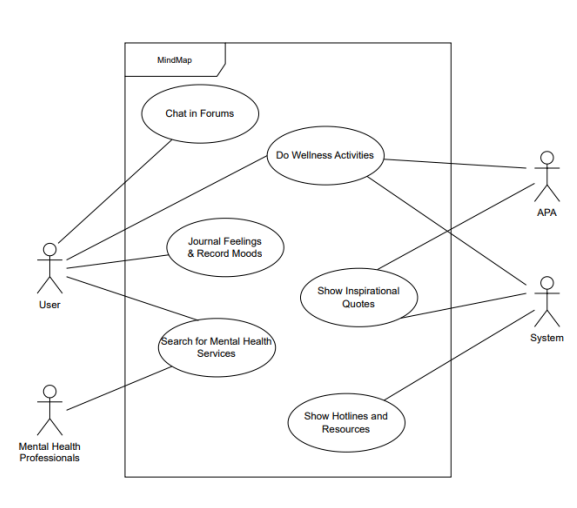 MindMap
Chat in Forums
Do Wellness Activities
APA
Journal Feelings
& Record Moods
User
Show Inspirational
Quotes
System
Search for Mental Health
Services
Show Hotlines and
Resources
Mental Health
Professionals